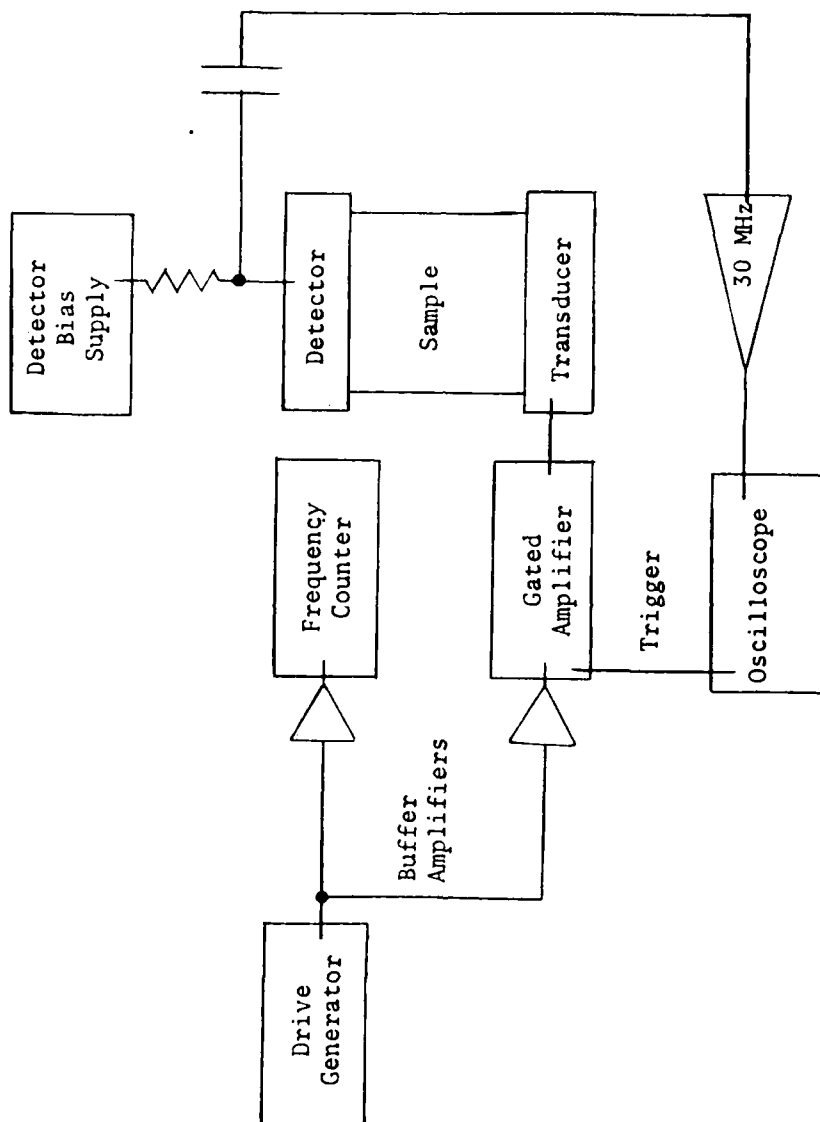 Drive
Generator
Buffer
Amplifiers
Frequency
Counter
Gated
Amplifier
Trigger
Detector
Bias
Supply
Detector
Sample
Transducer
Oscilloscope
30 MHz